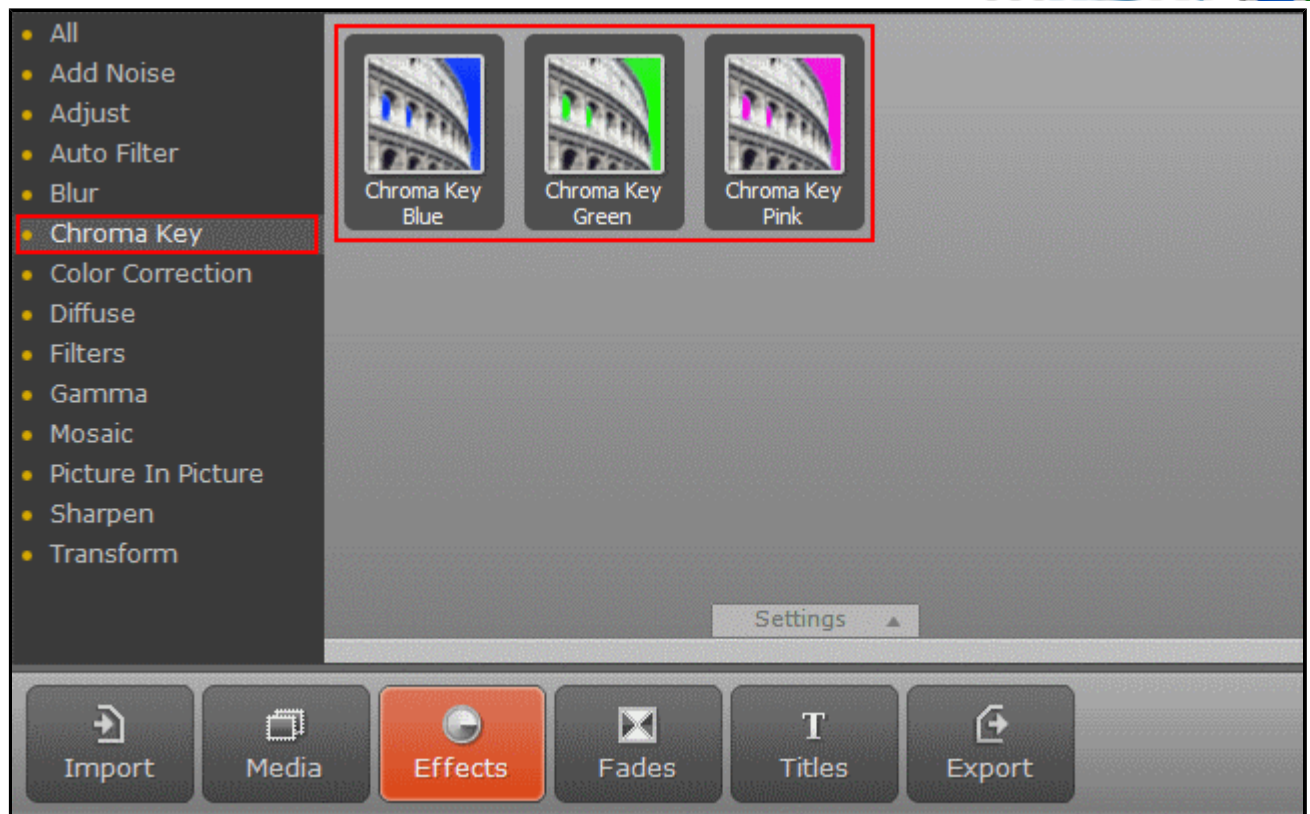 All
Add Noise
Adjust
Auto Filter
Blur
Chroma Key
Color Correction
Diffuse
Filters
Gamma
Mosaic
Picture In Picture
Sharpen
Transform
Chroma Key
Blue
Chroma Key
Green
Chroma Key
Pink
Settings
Import
Media
Effects
Fades
T
Titles
Export